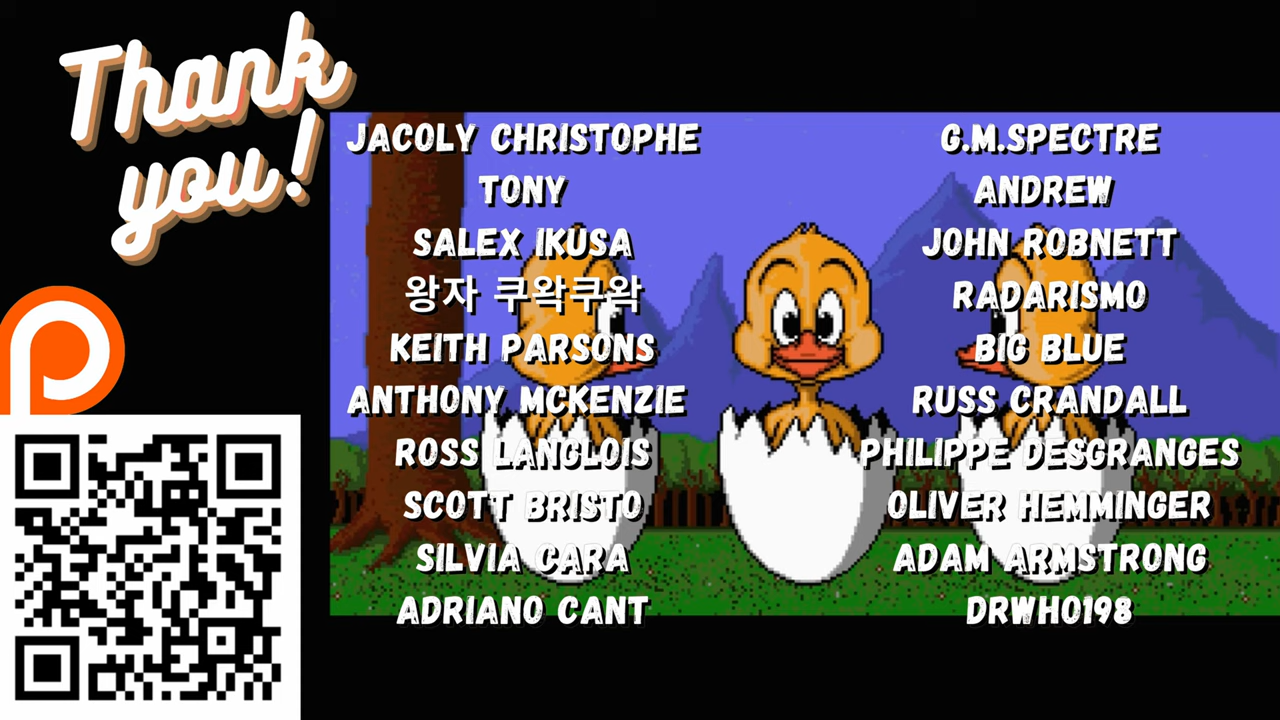 Thank
you!
JACOLY CHRISTOPHE
TONY
SALEX IKUSA
왕자 쿠왁쿠왁
KEITH PARSONS
ANTHONY MCKENZIE
ROSS LANGLOIS
SCOTT BRISTO
SILVIA CARA
ADRIANO CANT
G.M.SPECTRE
ANDREW
JOHN ROBNETT
RADARISMO
BIG BLUE
RUSS CRANDALL
PHILIPPE DESGRANGES
OLIVER HEMMINGER
ADAM ARMSTRONG
DRWHO198